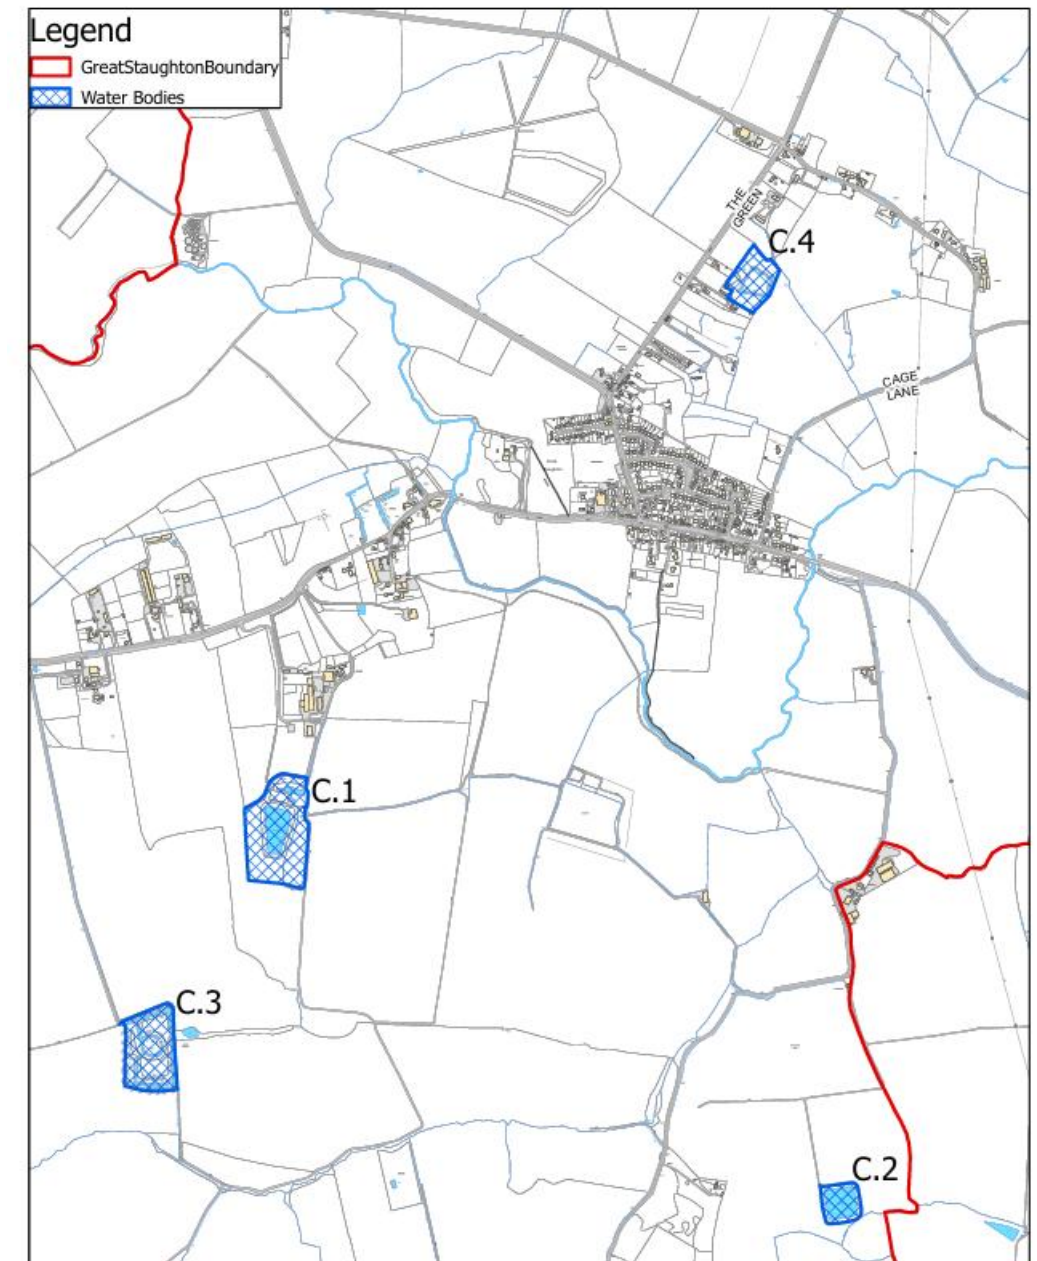 Legend
GreatStaughtonBoundary
Water Bodies
THE
GREEN
C.4
CAGE
LANE
C.1
C.3
C.2